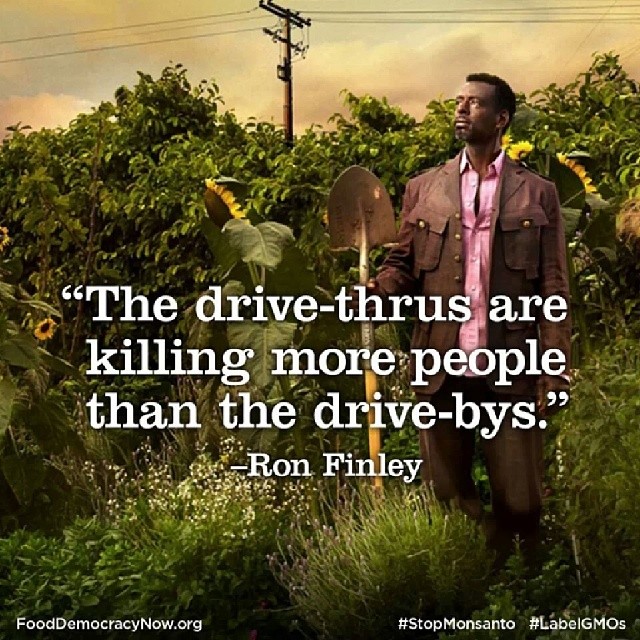 “The drive-thrus are
killing more people
than the drive-bys.”
–Ron Finley
FoodDemocracyNow.org
#StopMonsanto #LabelGMOs